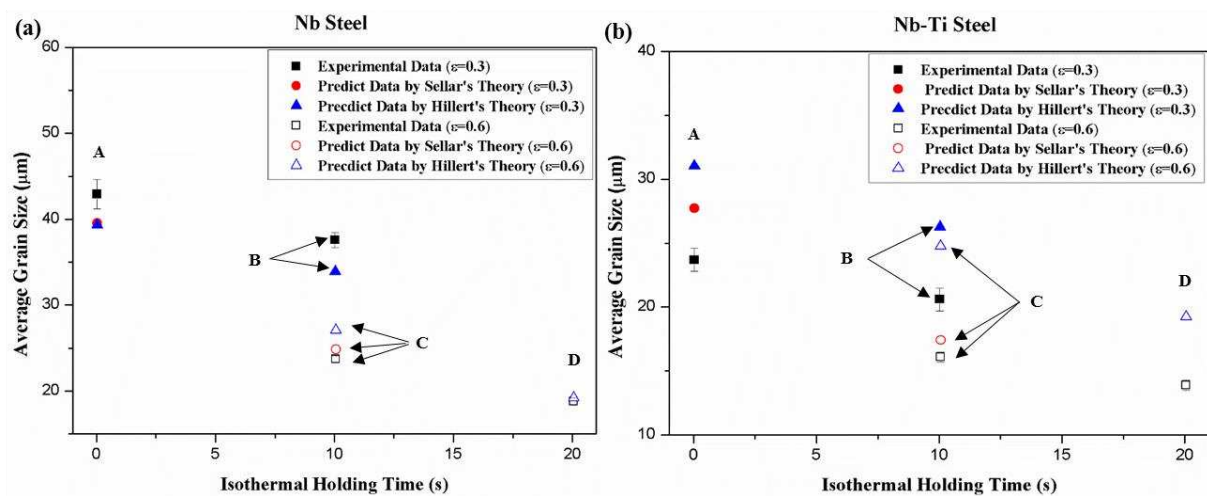 (a)
Nb Steel
60
50
40
30
20
Average Grain Size (μm)
Experimental Data (ε=0.3)
Predict Data by Sellar's Theory (ε=0.3)
Precdict Data by Hillert's Theory (ε=0.3)
Experimental Data (ε=0.6)
Predict Data by Sellar's Theory (ε=0.6)
Precdict Data by Hillert's Theory (ε=0.6)
A
B
C
D
0
5
10
15
20
Isothermal Holding Time (s)
(b)
Nb-Ti Steel
40
30
20
10
Average Grain Size (μm)
Experimental Data (ε=0.3)
Predict Data by Sellar's Theory (ε=0.3)
Precdict Data by Hillert's Theory (ε=0.3)
Experimental Data (ε=0.6)
Predict Data by Sellar's Theory (ε=0.6)
Precdict Data by Hillert's Theory (ε=0.6)
A
B
C
D
0
5
10
15
20
Isothermal Holding Time (s)